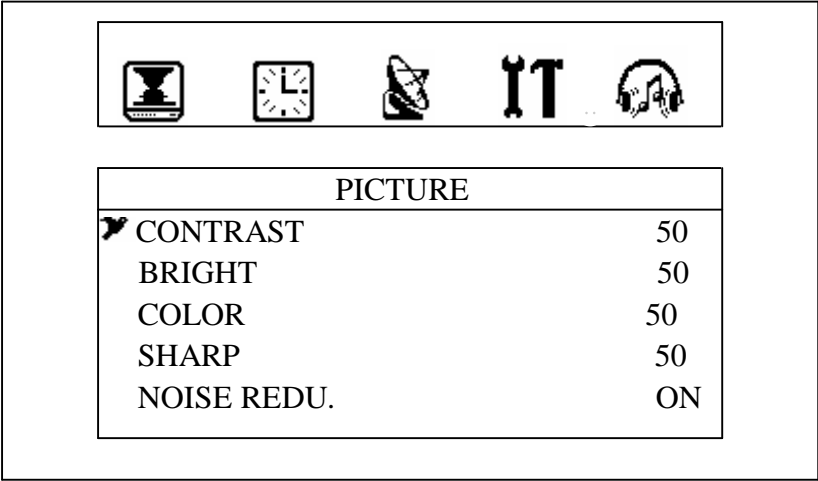 PICTURE
CONTRAST 50
BRIGHT 50
COLOR 50
SHARP 50
NOISE REDU. ON